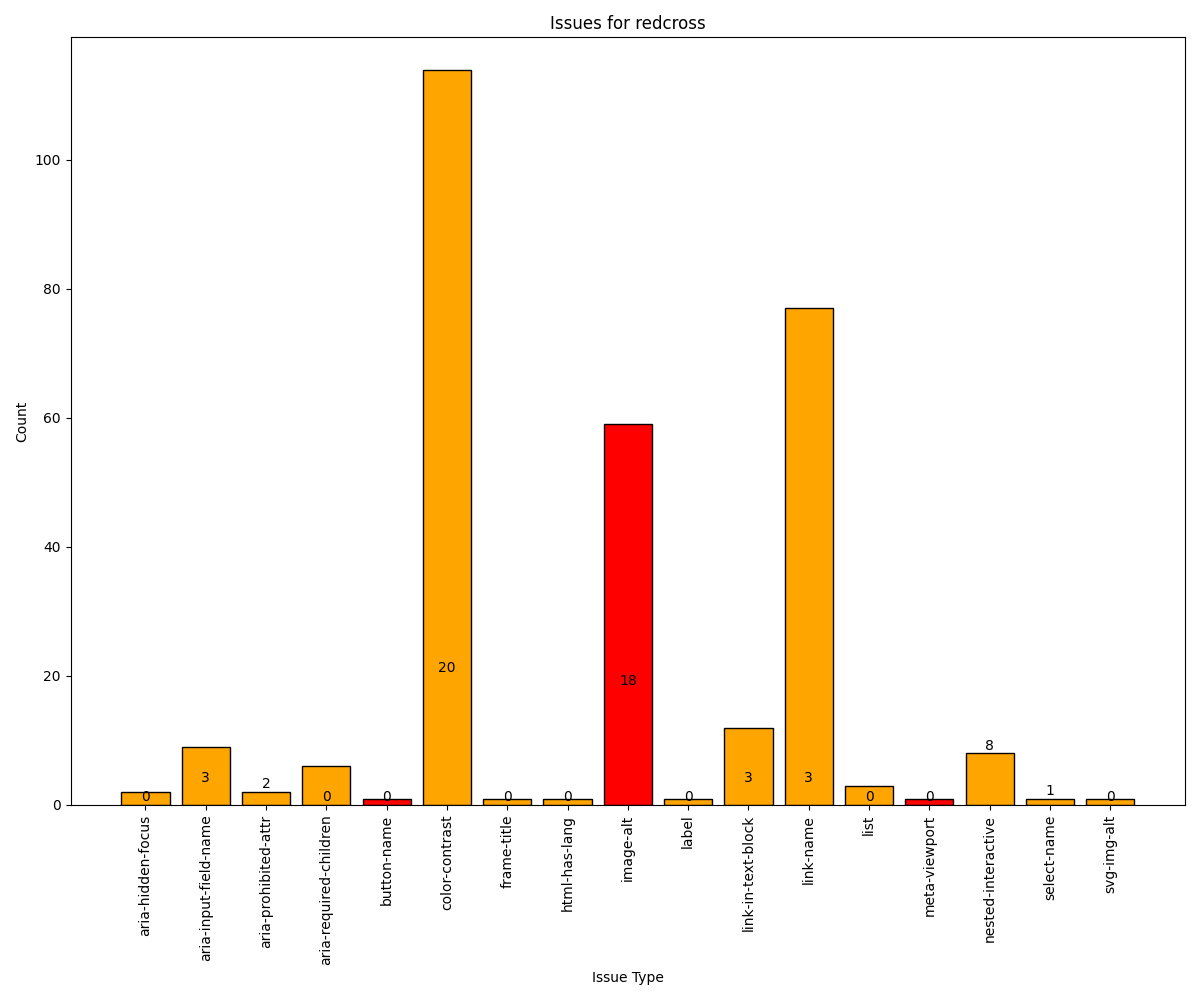 Issues for redcross
Count
100
80
60
40
20
0
0
3
2
0
0
20
0
0
18
0
3
3
0
0
8
1
0
aria-hidden-focus
aria-input-field-name
aria-prohibited-attr
aria-required-children
button-name
color-contrast
frame-title
html-has-lang
image-alt
label
link-in-text-block
link-name
list
meta-viewport
nested-interactive
select-name
svg-img-alt
Issue Type